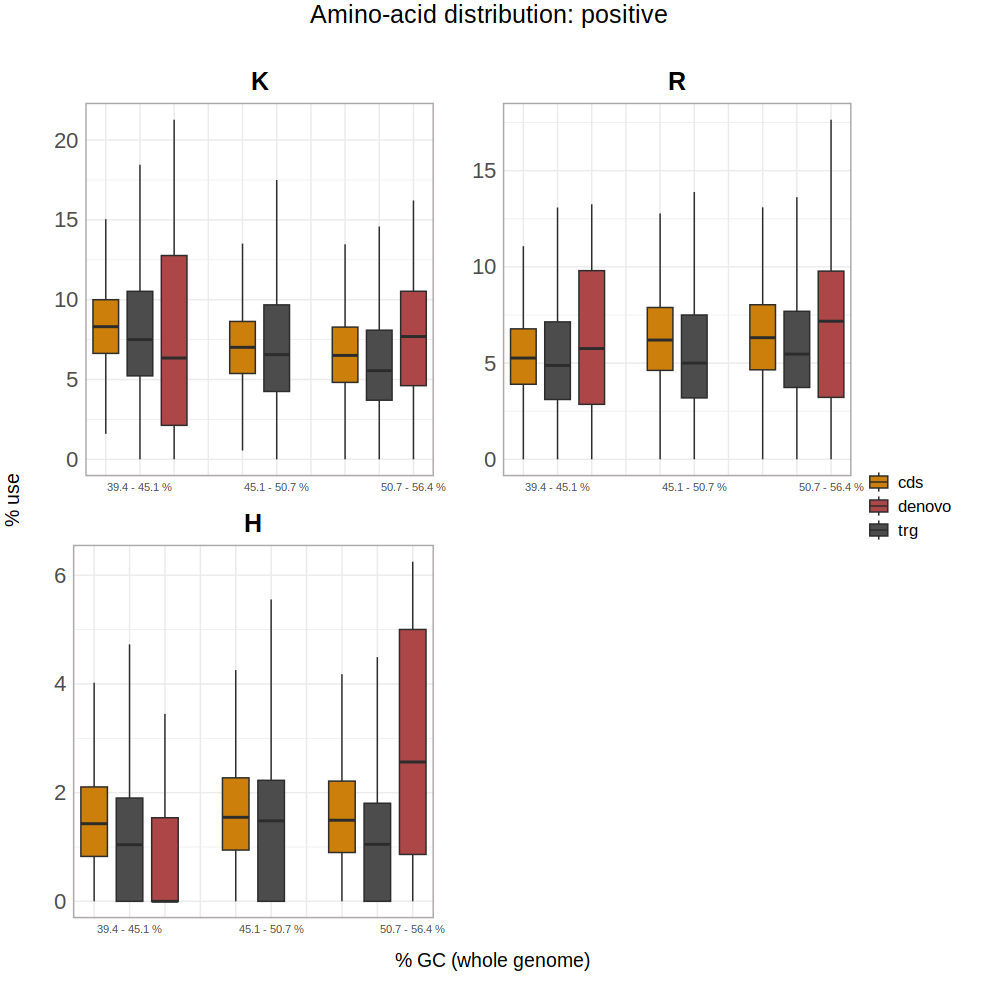 Amino-acid distribution: positive
K
R
20
15
10
5
0
15
10
5
0
39.4 - 45.1 %
45.1 - 50.7 %
50.7 - 56.4 %
39.4 - 45.1 %
45.1 - 50.7 %
50.7 - 56.4 %
% use
cds
denovo
trg
H
6
4
2
0
39.4 - 45.1 %
45.1 - 50.7 %
50.7 - 56.4 %
% GC (whole genome)